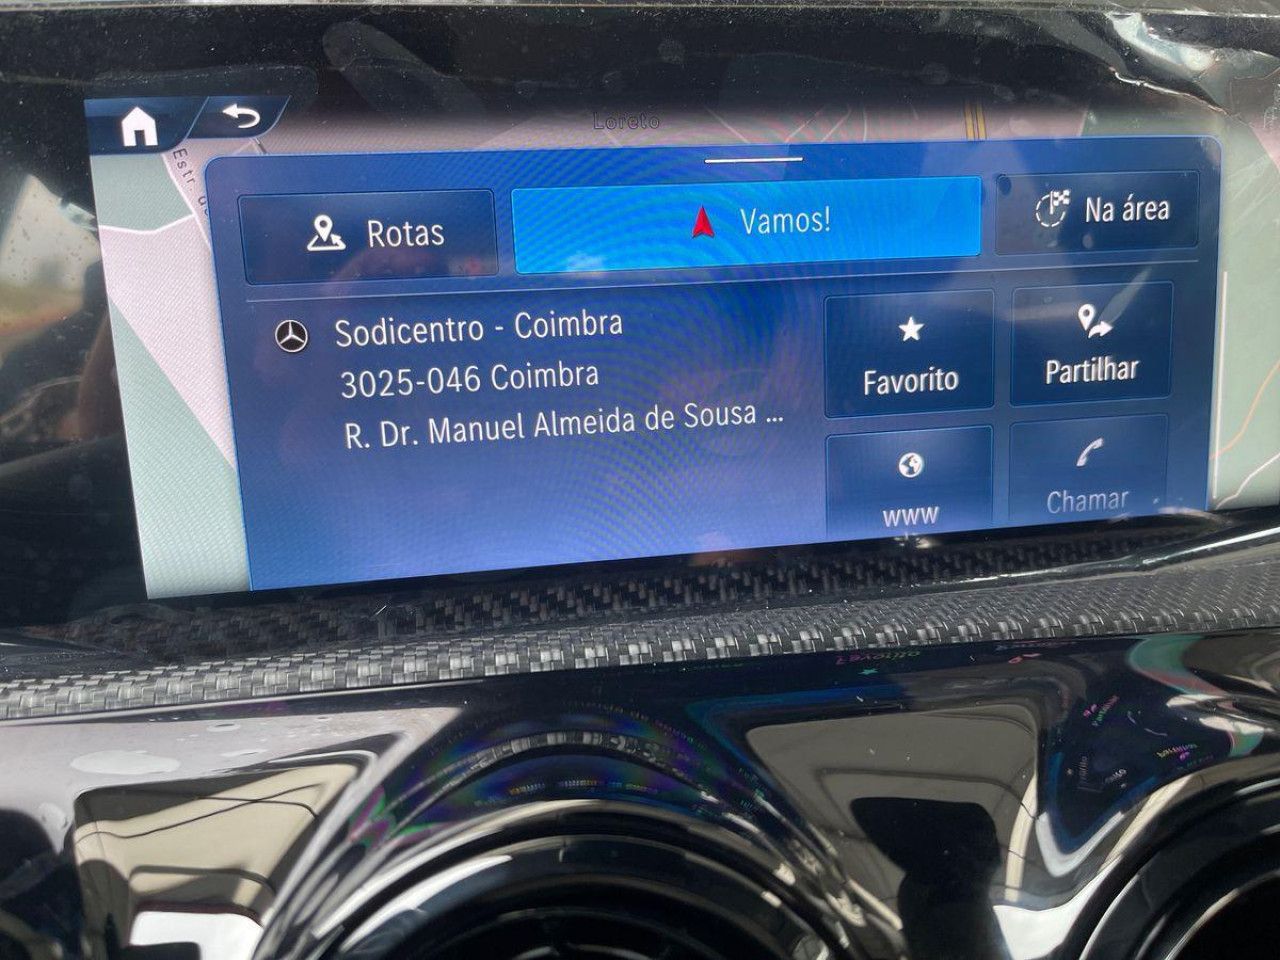 Loreto
Estr. d
Rotas
Vamos!
Na área
Sodicentro - Coimbra
3025-046 Coimbra
R. Dr. Manuel Almeida de Sousa ...
Favorito
Partilhar
www
Chamar